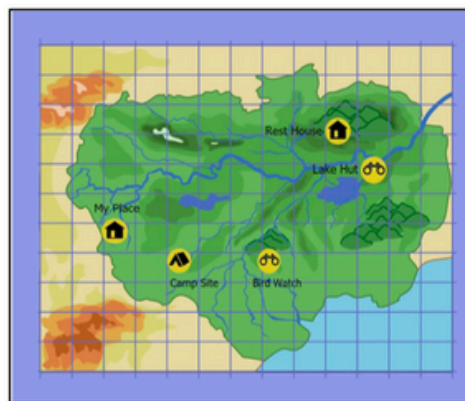 Rest House
Lake Hut
My Place
Camp Site
Bird Watch